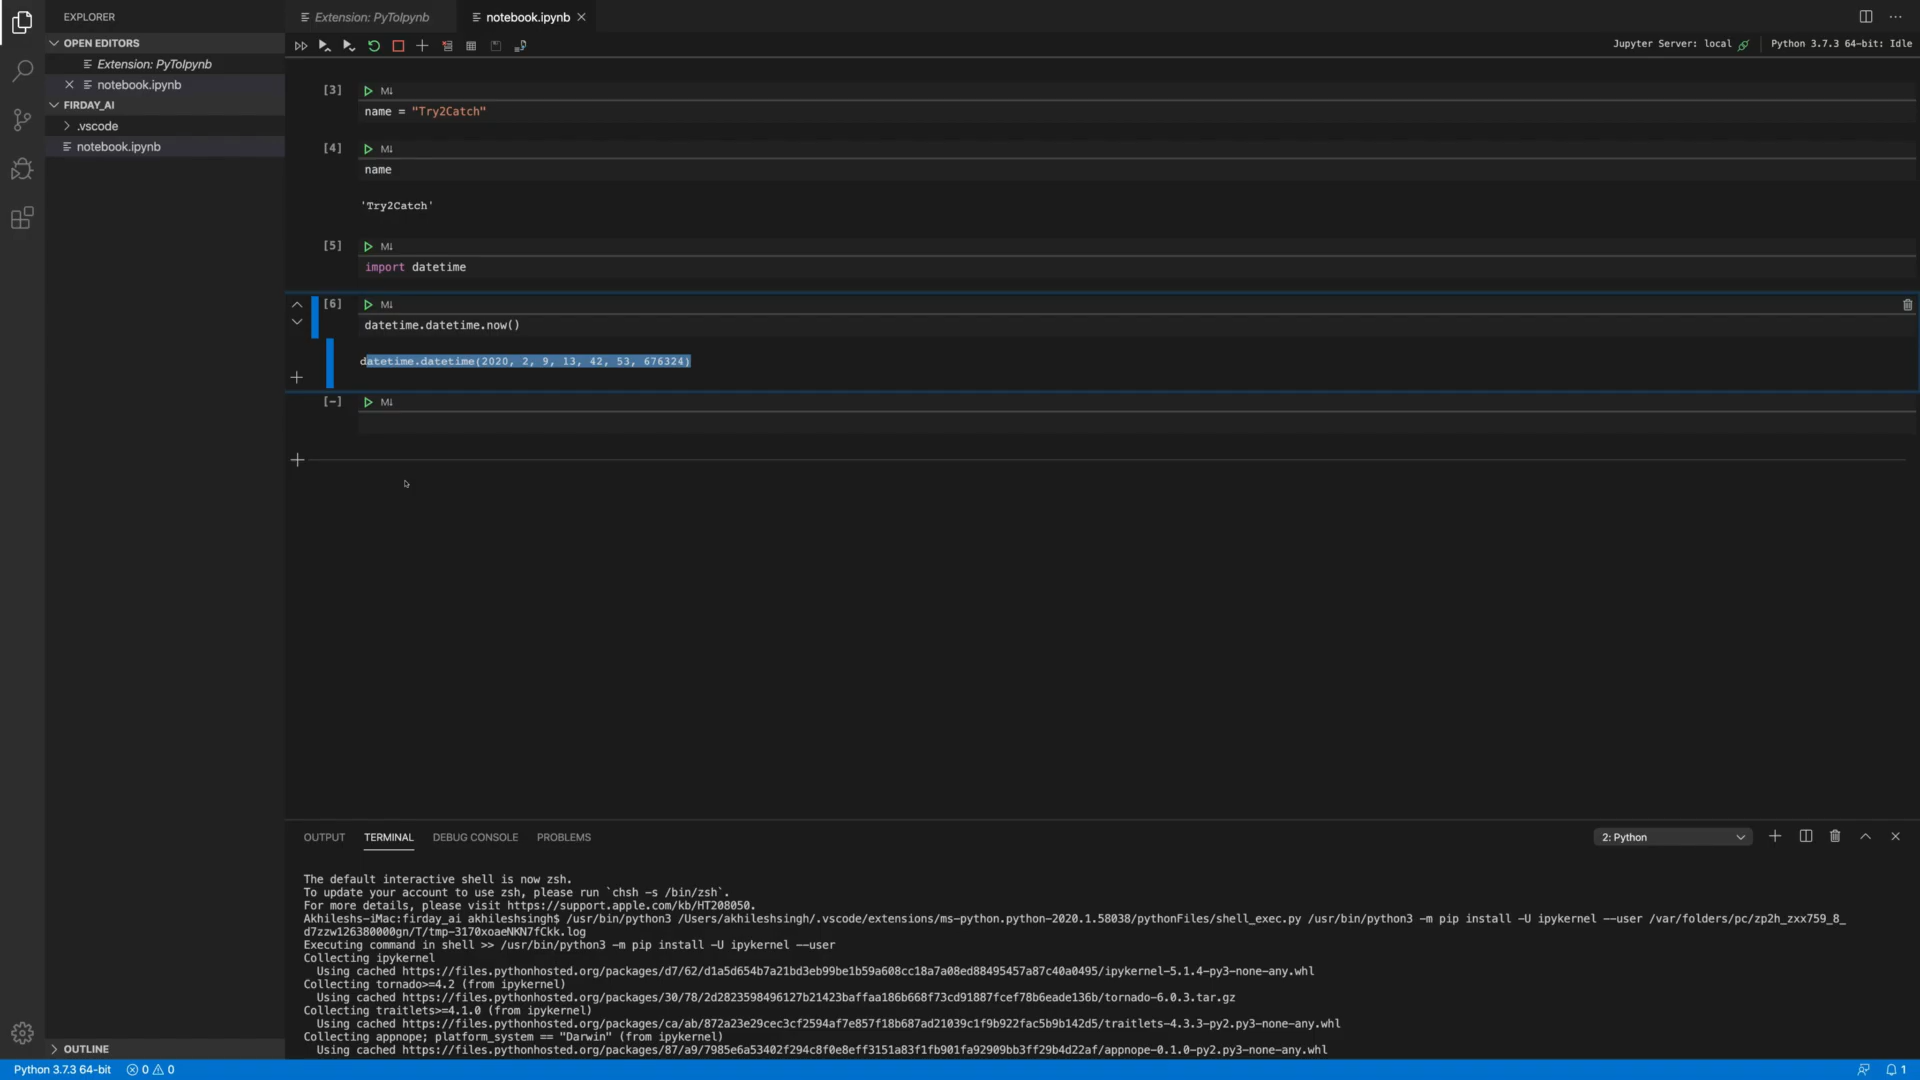 EXPLORER
OPEN EDITORS
Extension: PyToIpynb
notebook.ipynb
FIRDAY_AI
.vscode
notebook.ipynb
OUTLINE
Extension: PyToIpynb
notebook.ipynb
Jupyter Server: local
Python 3.7.3 64-bit: Idle
[3]
M↓
name = "Try2Catch"
[4]
M↓
name
'Try2Catch'
[5]
M↓
import datetime
[6]
M↓
datetime.datetime.now()
datetime.datetime(2020, 2, 9, 13, 42, 53, 676324)
[-]
M↓
OUTPUT TERMINAL DEBUG CONSOLE PROBLEMS
2: Python
The default interactive shell is now zsh.
To update your account to use zsh, please run `chsh -s /bin/zsh`.
For more details, please visit https://support.apple.com/kb/HT208050.
Akhileshs-iMac:firday_ai akhileshsingh$ /usr/bin/python3 /Users/akhileshsingh/.vscode/extensions/ms-python.python-2020.1.58038/pythonFiles/shell_exec.py /usr/bin/python3 -m pip install -U ipykernel --user /var/folders/pc/zp2h_zxx759_8_
d7zzw126380000gn/T/tmp-3170xoaeNKN7fCkk.log
Executing command in shell >> /usr/bin/python3 -m pip install -U ipykernel --user
Collecting ipykernel
Using cached https://files.pythonhosted.org/packages/d7/62/d1a5d654b7a21bd3eb99be1b59a608cc18a7a08ed88495457a87c40a0495/ipykernel-5.1.4-py3-none-any.whl
Collecting tornado>=4.2 (from ipykernel)
Using cached https://files.pythonhosted.org/packages/30/78/2d2823598496127b21423baffaa186b668f73cd91887fcef78b6eade136b/tornado-6.0.3.tar.gz
Collecting traitlets>=4.1.0 (from ipykernel)
Using cached https://files.pythonhosted.org/packages/ca/ab/872a23e29cec3cf2594af7e857f18b687ad21039c1f9b922fac5b9b142d5/traitlets-4.3.3-py2.py3-none-any.whl
Collecting appnope; platform_system == "Darwin" (from ipykernel)
Using cached https://files.pythonhosted.org/packages/87/a9/7985e6a53402f294c8f0e8eff3151a83f1fb901fa92909bb3ff29b4d22af/appnope-0.1.0-py2.py3-none-any.whl
Python 3.7.3 64-bit
0
0
1